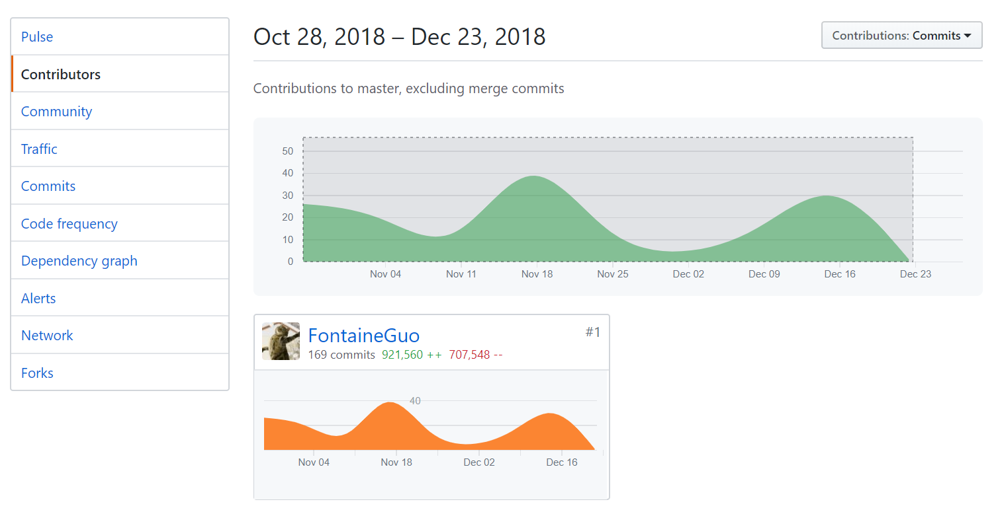 Pulse
Contributors
Community
Traffic
Commits
Code frequency
Dependency graph
Alerts
Network
Forks
Oct 28, 2018 – Dec 23, 2018
Contributions: Commits
Contributions to master, excluding merge commits
50
40
30
20
10
0
Nov 04 Nov 11 Nov 18 Nov 25 Dec 02 Dec 09 Dec 16 Dec 23
FontaineGuo #1
169 commits 921,560 ++ 707,548 --
40
Nov 04 Nov 18 Dec 02 Dec 16